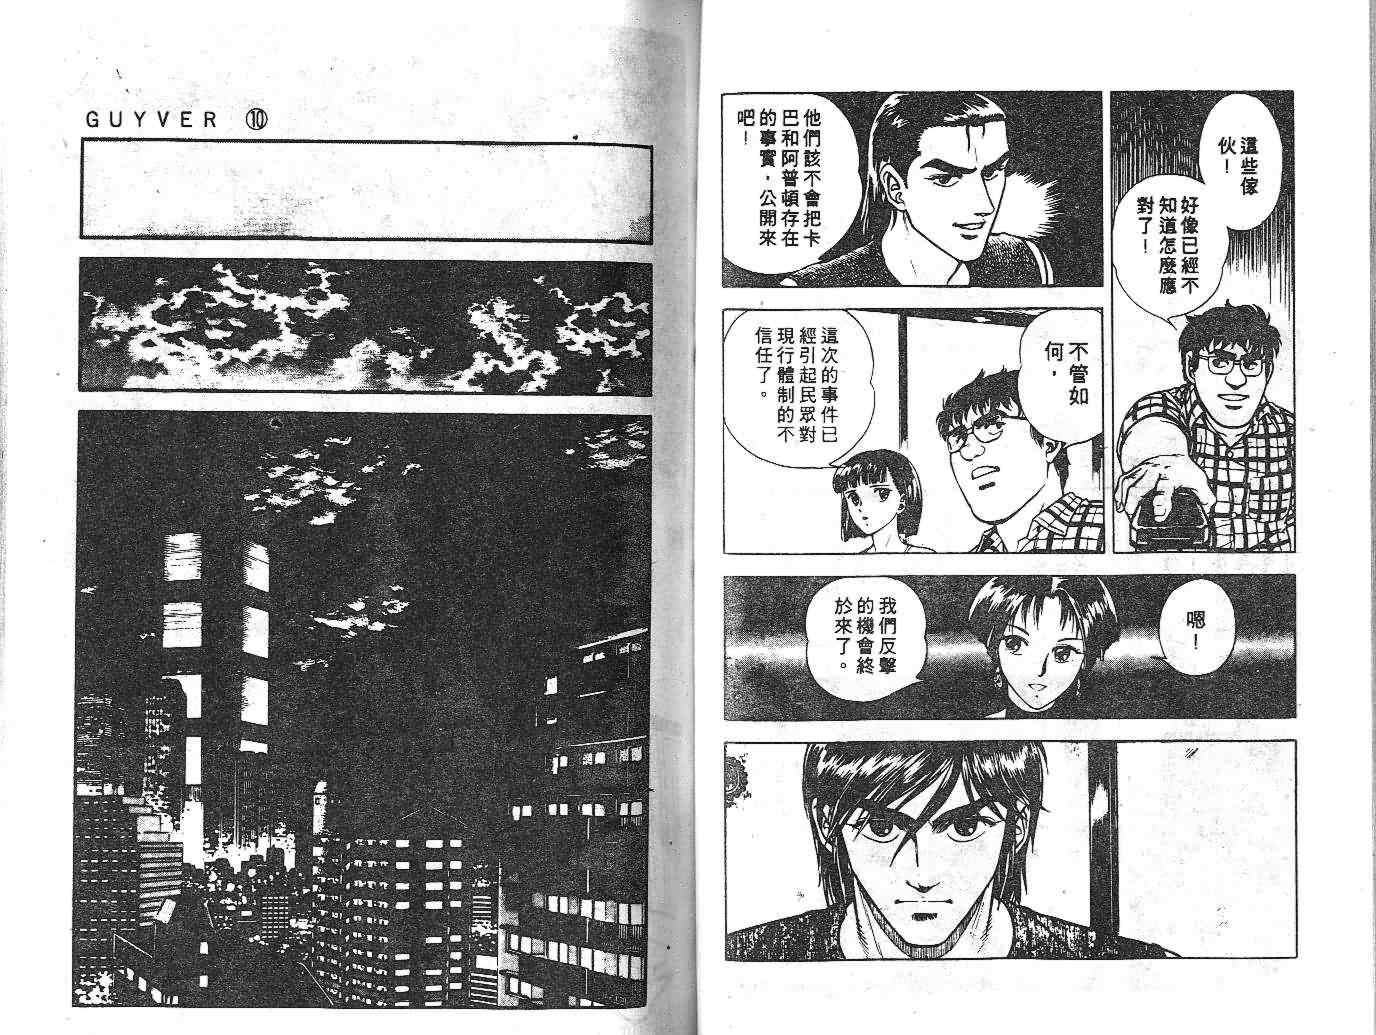 這些傢
伙！
好像已經不
知道怎麼應
對了！
他們該不會把卡
巴和阿普頓存在
的事實，公開來
吧！
不管如
何，
這次的事件已
經引起民眾對
現行體制的不
信任了。
嗯！
我們反擊
的機會終
於來了。
GUYVER ⑩